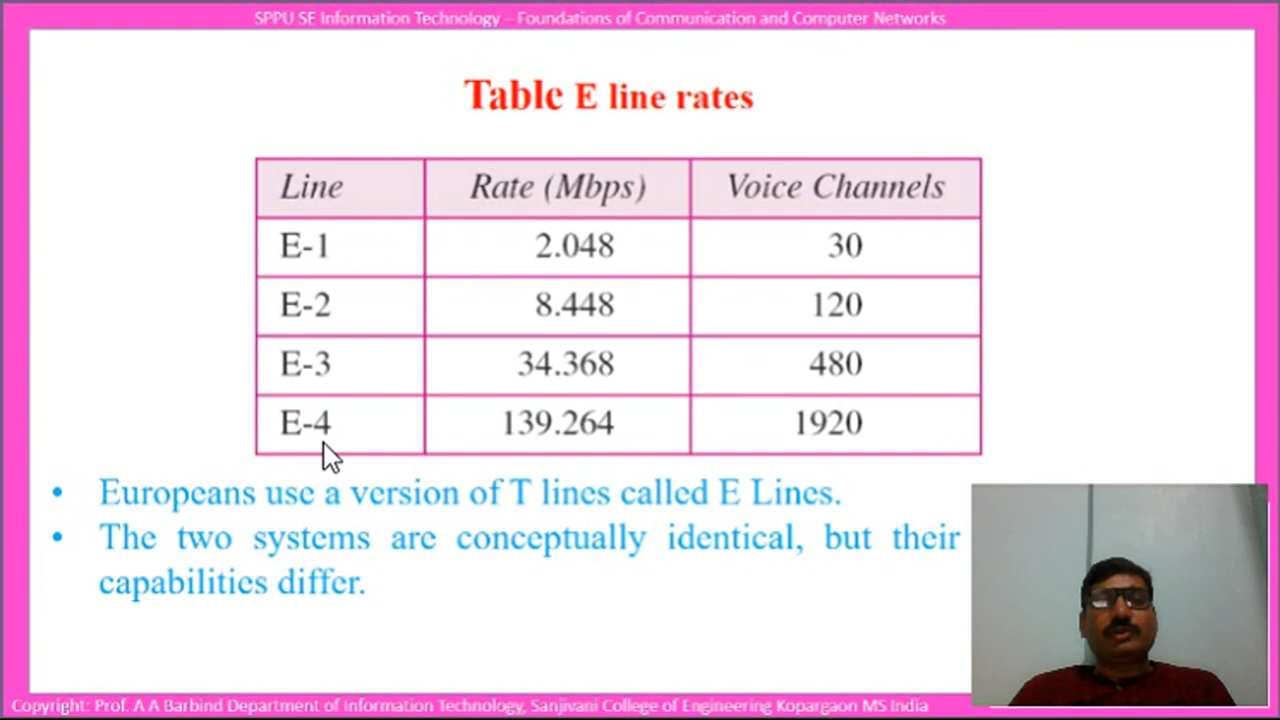 SPPU SE Information Technology – Foundations of Communication and Computer Networks
Table E line rates
Line Rate (Mbps) Voice Channels
E-1 2.048 30
E-2 8.448 120
E-3 34.368 480
E-4 139.264 1920
• Europeans use a version of T lines called E Lines.
• The two systems are conceptually identical, but their
capabilities differ.
Copyright: Prof. A A Barbind Department of Information Technology, Sanjivani College of Engineering Kopargaon MS India